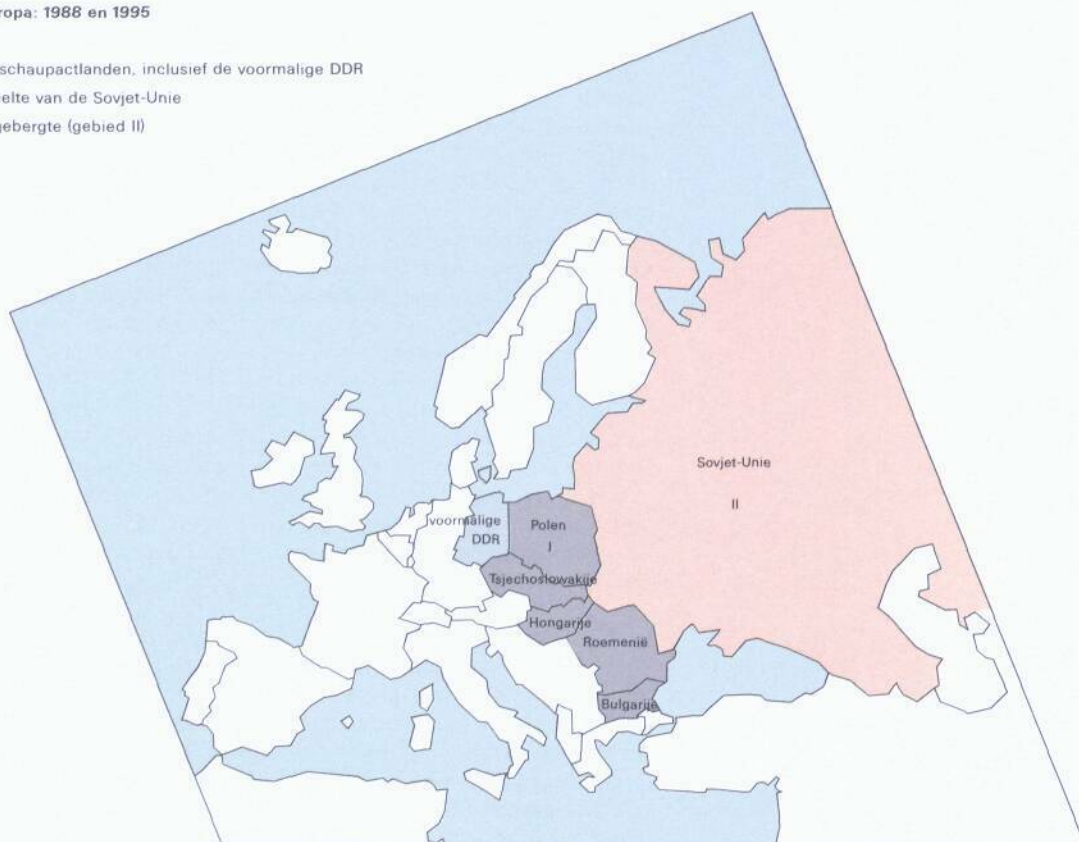 ropa: 1988 en 1995
schaupactlanden, inclusief de voormalige DDR
eelte van de Sovjet-Unie
gebergte (gebied II)
Sovjet-Unie
II
voormalige
DDR
Polen
I
Tsjechoslowakije
Hongarije
Roemenië
Bulgarije